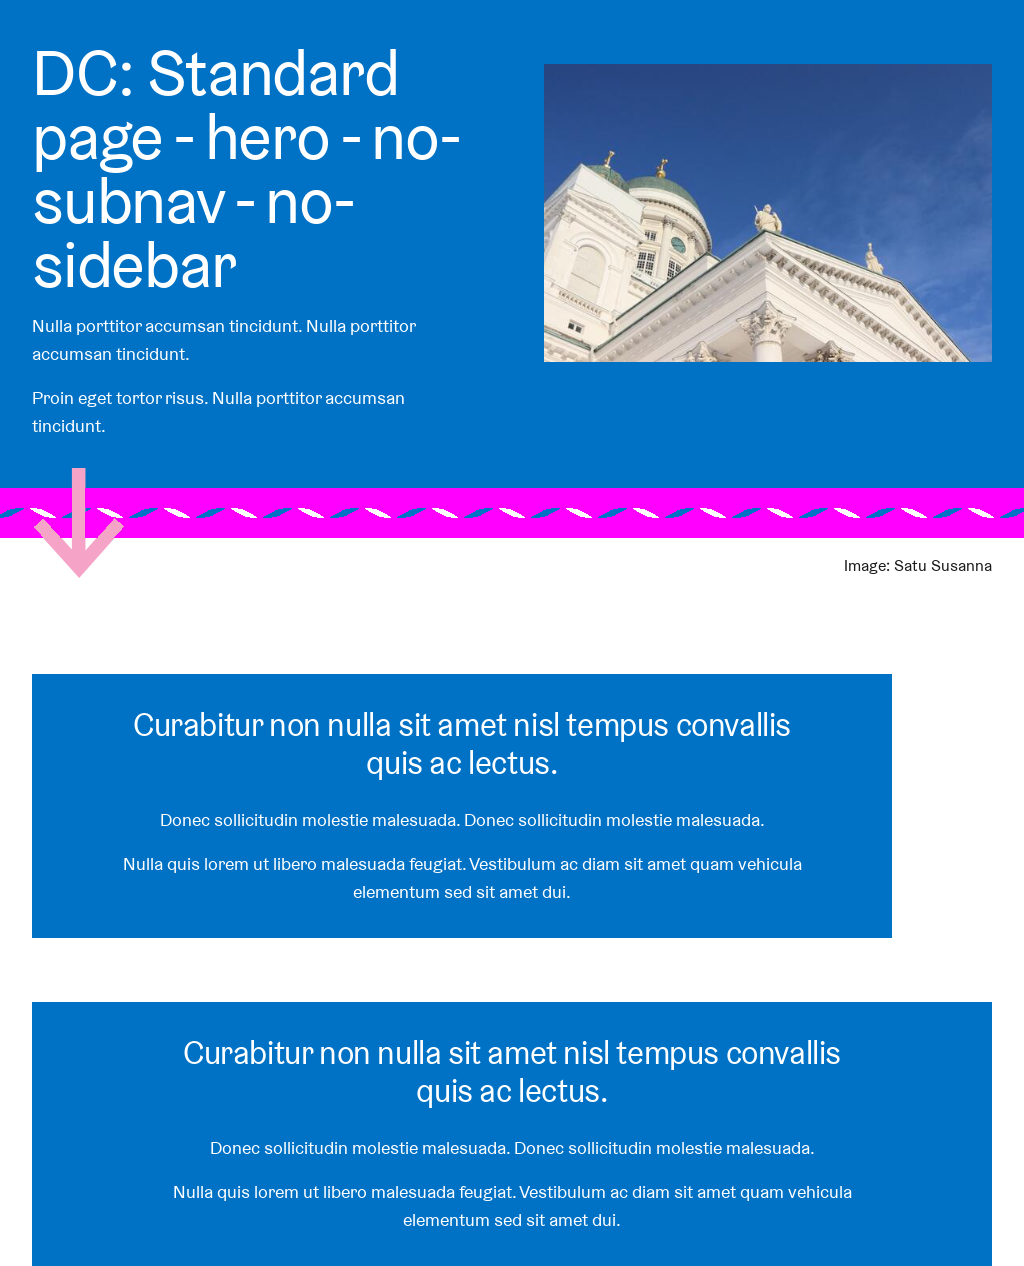 DC: Standard
page - hero - no-
subnav - no-
sidebar
Nulla porttitor accumsan tincidunt. Nulla porttitor
accumsan tincidunt.
Proin eget tortor risus. Nulla porttitor accumsan
tincidunt.
Image: Satu Susanna
Curabitur non nulla sit amet nisl tempus convallis
quis ac lectus.
Donec sollicitudin molestie malesuada. Donec sollicitudin molestie malesuada.
Nulla quis lorem ut libero malesuada feugiat. Vestibulum ac diam sit amet quam vehicula
elementum sed sit amet dui.
Curabitur non nulla sit amet nisl tempus convallis
quis ac lectus.
Donec sollicitudin molestie malesuada. Donec sollicitudin molestie malesuada.
Nulla quis lorem ut libero malesuada feugiat. Vestibulum ac diam sit amet quam vehicula
elementum sed sit amet dui.